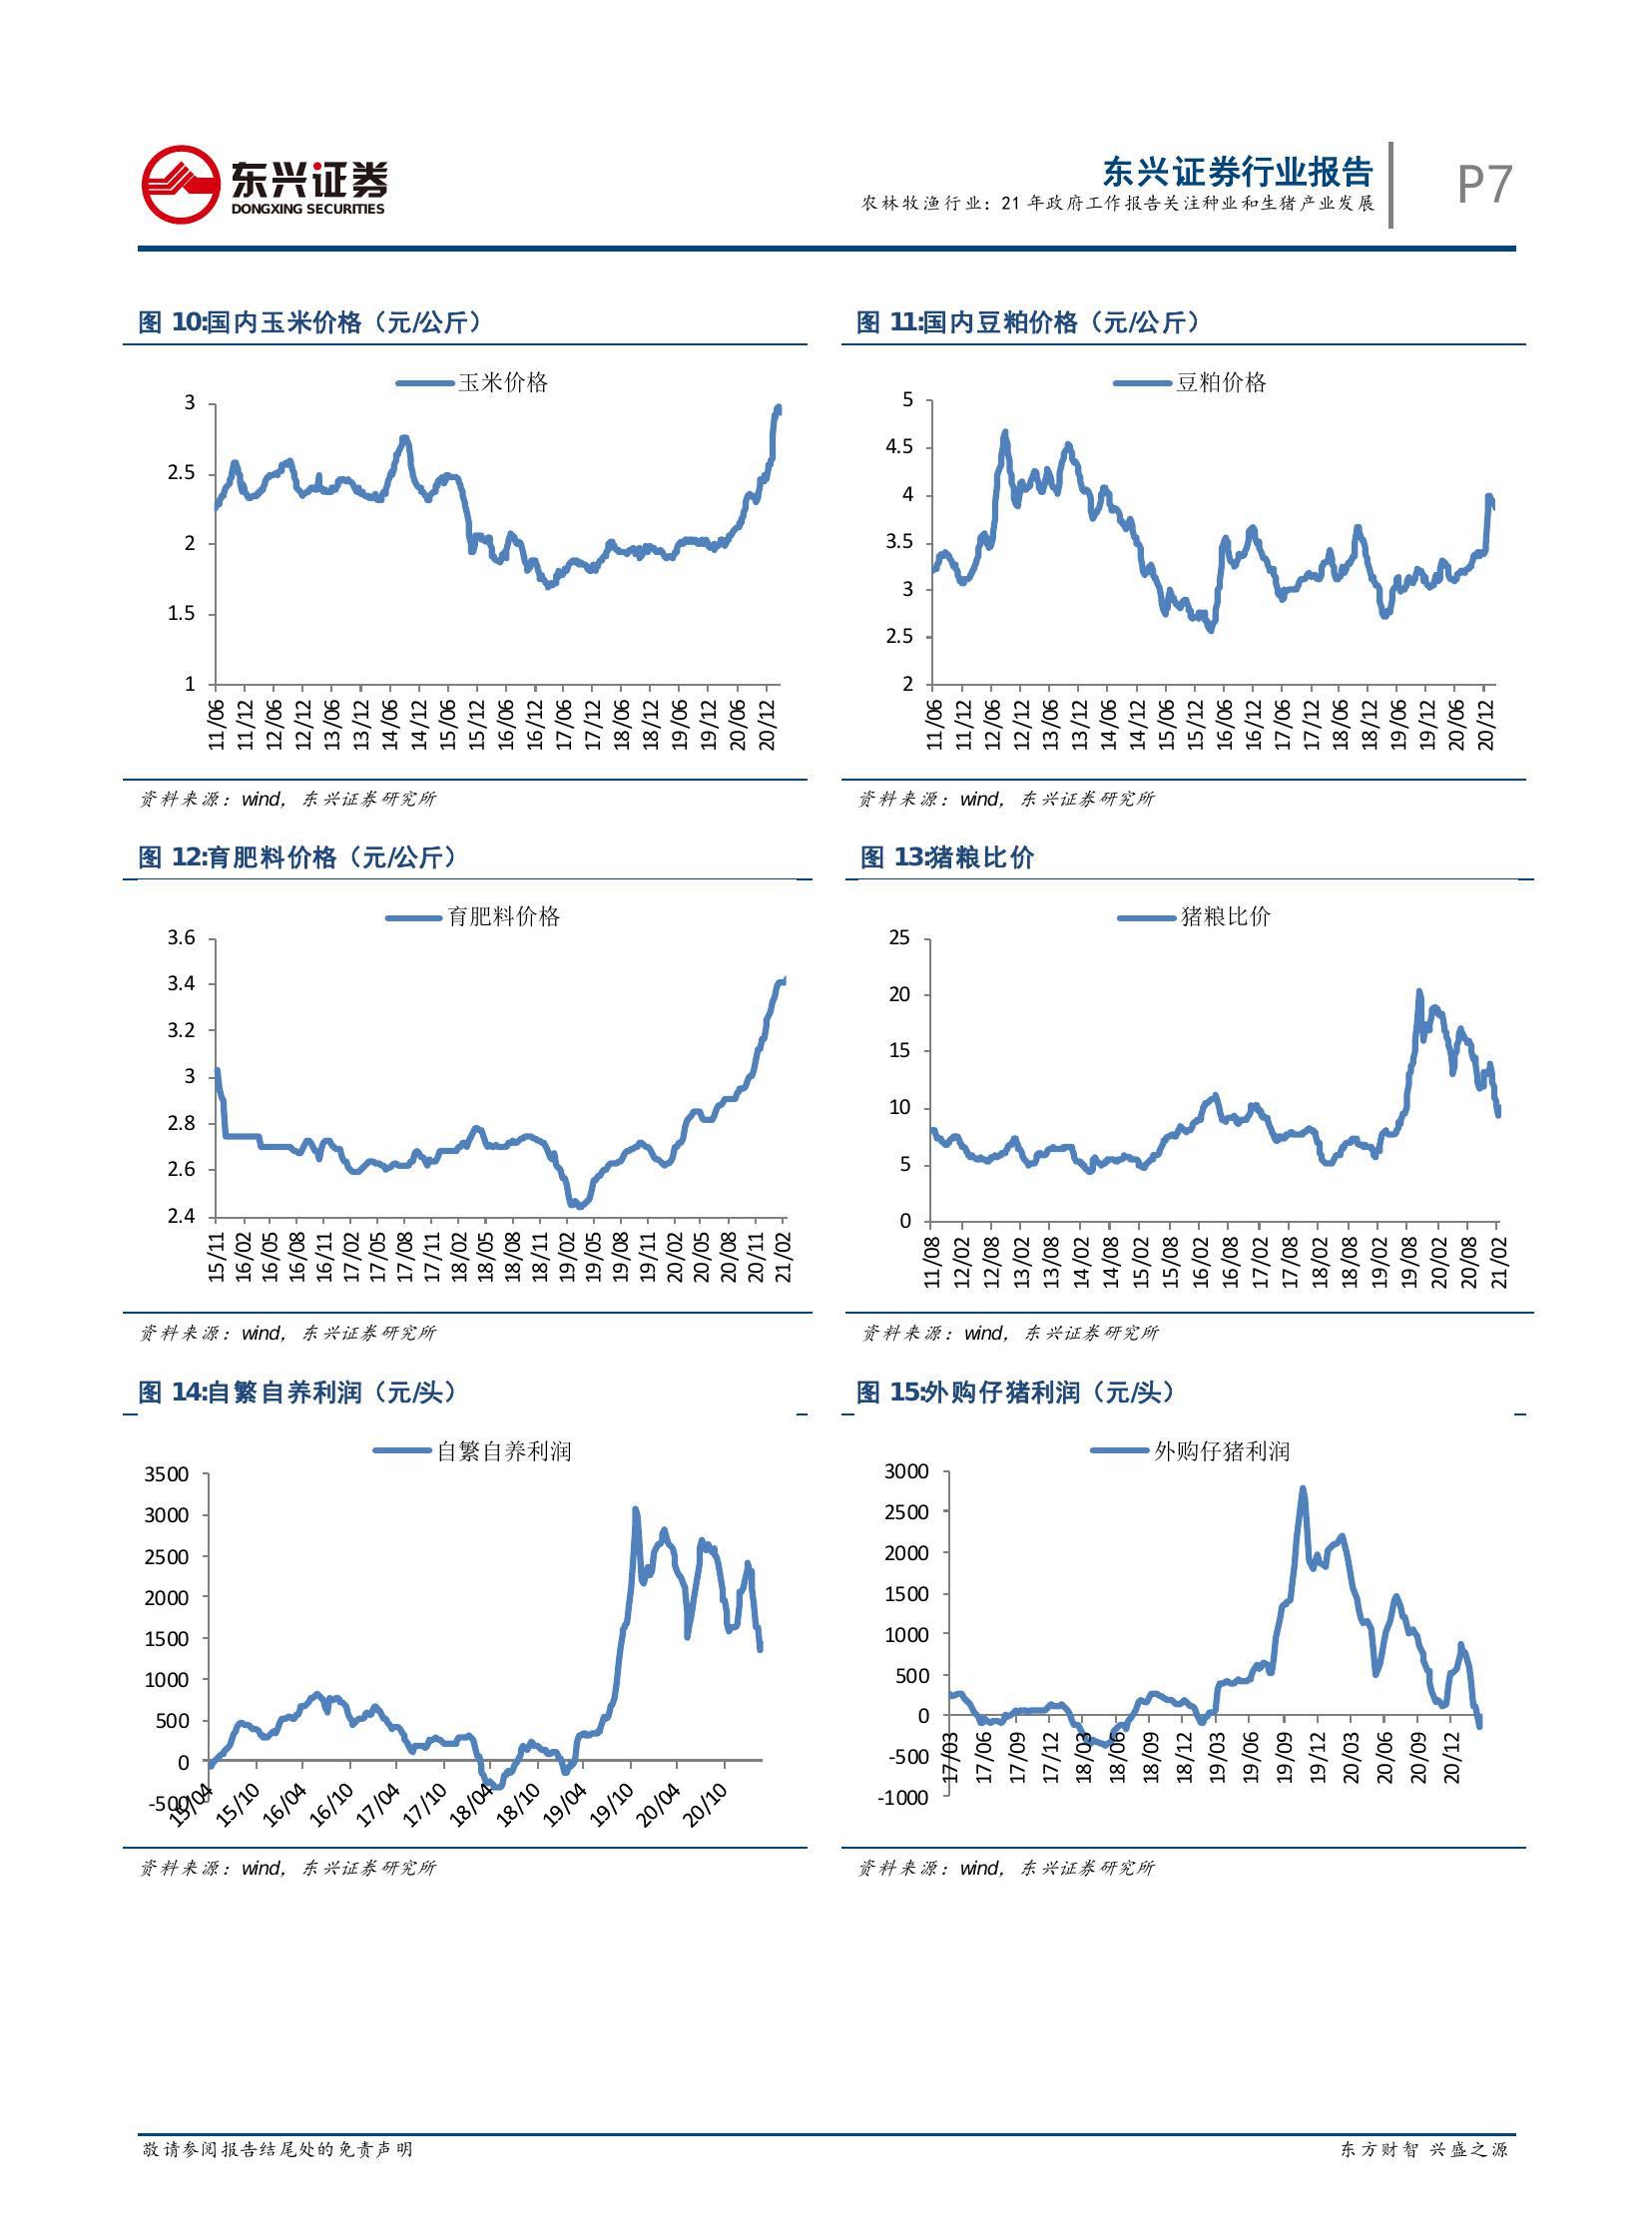 东兴证券
DONGXING SECURITIES
东兴证券行业报告
农林牧渔行业：21 年政府工作报告关注种业和生猪产业发展
P7
图 10:国内玉米价格（元/公斤）
玉米价格
3
2.5
2
1.5
1
11/06 11/12 12/06 12/12 13/06 13/12 14/06 14/12 15/06 15/12 16/06 16/12 17/06 17/12 18/06 18/12 19/06 19/12 20/06 20/12
资料来源：wind，东兴证券研究所
图 11:国内豆粕价格（元/公斤）
豆粕价格
5
4.5
4
3.5
3
2.5
2
11/06 11/12 12/06 12/12 13/06 13/12 14/06 14/12 15/06 15/12 16/06 16/12 17/06 17/12 18/06 18/12 19/06 19/12 20/06 20/12
资料来源：wind，东兴证券研究所
图 12:育肥料价格（元/公斤）
育肥料价格
3.6
3.4
3.2
3
2.8
2.6
2.4
15/11 16/02 16/05 16/08 16/11 17/02 17/05 17/08 17/11 18/02 18/05 18/08 18/11 19/02 19/05 19/08 19/11 20/02 20/05 20/08 20/11 21/02
资料来源：wind，东兴证券研究所
图 13:猪粮比价
猪粮比价
25
20
15
10
5
0
11/08 12/02 12/08 13/02 13/08 14/02 14/08 15/02 15/08 16/02 16/08 17/02 17/08 18/02 18/08 19/02 19/08 20/02 20/08 21/02
资料来源：wind，东兴证券研究所
图 14:自繁自养利润（元/头）
自繁自养利润
3500
3000
2500
2000
1500
1000
500
0
-500
15/04 15/10 16/04 16/10 17/04 17/10 18/04 18/10 19/04 19/10 20/04 20/10
资料来源：wind，东兴证券研究所
图 15:外购仔猪利润（元/头）
外购仔猪利润
3000
2500
2000
1500
1000
500
0
-500
-1000
17/03 17/06 17/09 17/12 18/03 18/06 18/09 18/12 19/03 19/06 19/09 19/12 20/03 20/06 20/09 20/12
资料来源：wind，东兴证券研究所
敬请参阅报告结尾处的免责声明
东方财智 兴盛之源